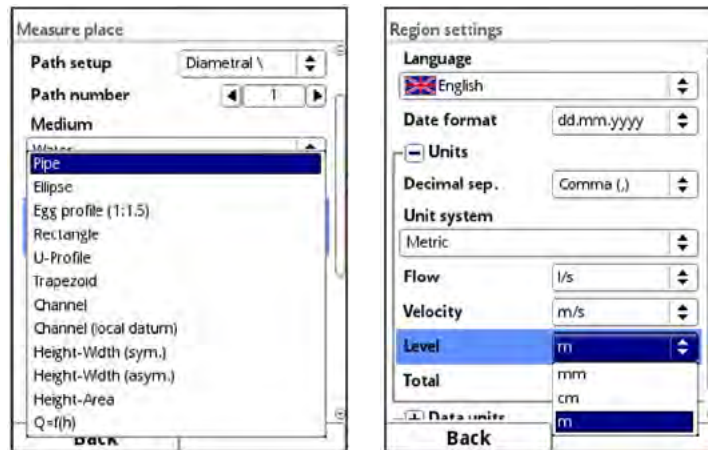 Measure place
Path setup Diametral \
Path number 1
Medium
Water
Pipe
Ellipse
Egg profile (1:1.5)
Rectangle
U-Profile
Trapezoid
Channel
Channel (local datum)
Height-Width (sym.)
Height-Width (asym.)
Height-Area
Q=f(h)
Back
Region settings
Language
English
Date format dd.mm.yyyy
Units
Decimal sep. Comma (,)
Unit system
Metric
Flow l/s
Velocity m/s
Level m
mm
Total
cm
m
Data units
Back